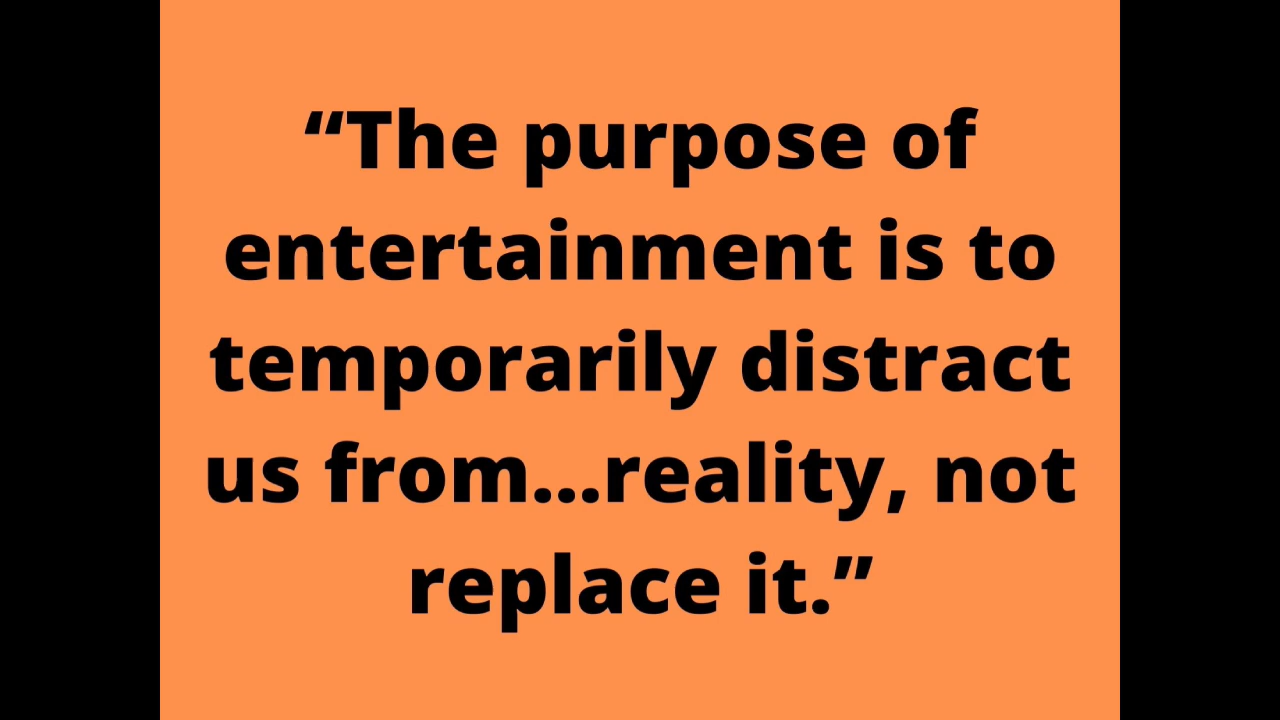 “The purpose of
entertainment is to
temporarily distract
us from...reality, not
replace it.”